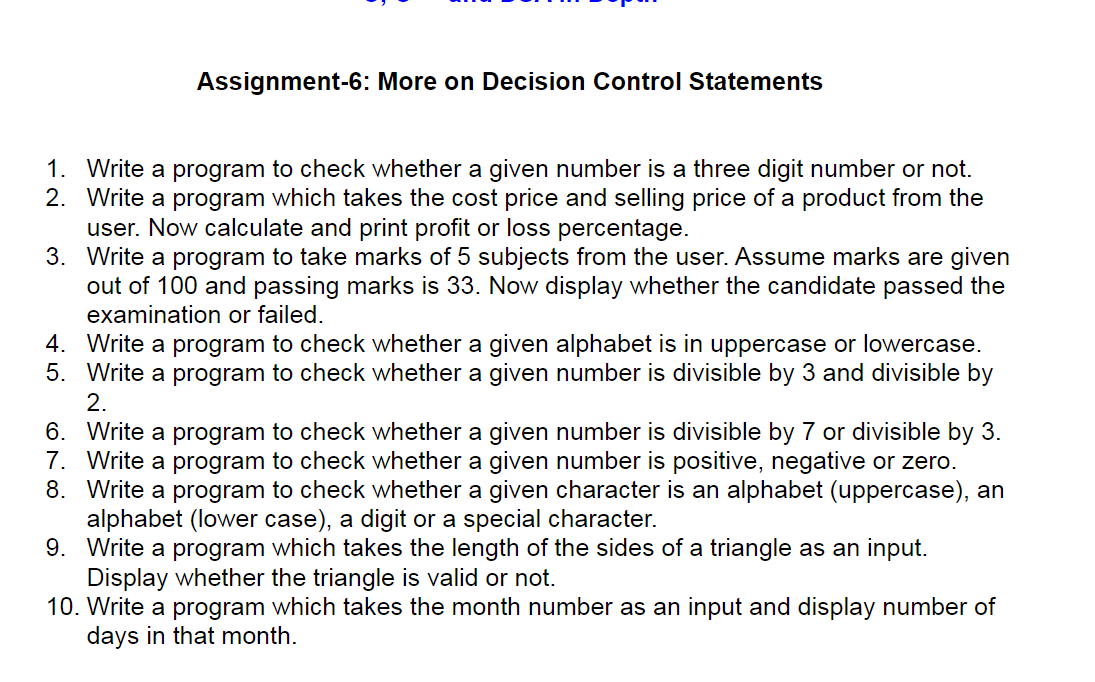 Assignment-6: More on Decision Control Statements
1. Write a program to check whether a given number is a three digit number or not.
2. Write a program which takes the cost price and selling price of a product from the
user. Now calculate and print profit or loss percentage.
3. Write a program to take marks of 5 subjects from the user. Assume marks are given
out of 100 and passing marks is 33. Now display whether the candidate passed the
examination or failed.
4. Write a program to check whether a given alphabet is in uppercase or lowercase.
5. Write a program to check whether a given number is divisible by 3 and divisible by
2.
6. Write a program to check whether a given number is divisible by 7 or divisible by 3.
7. Write a program to check whether a given number is positive, negative or zero.
8. Write a program to check whether a given character is an alphabet (uppercase), an
alphabet (lower case), a digit or a special character.
9. Write a program which takes the length of the sides of a triangle as an input.
Display whether the triangle is valid or not.
10. Write a program which takes the month number as an input and display number of
days in that month.